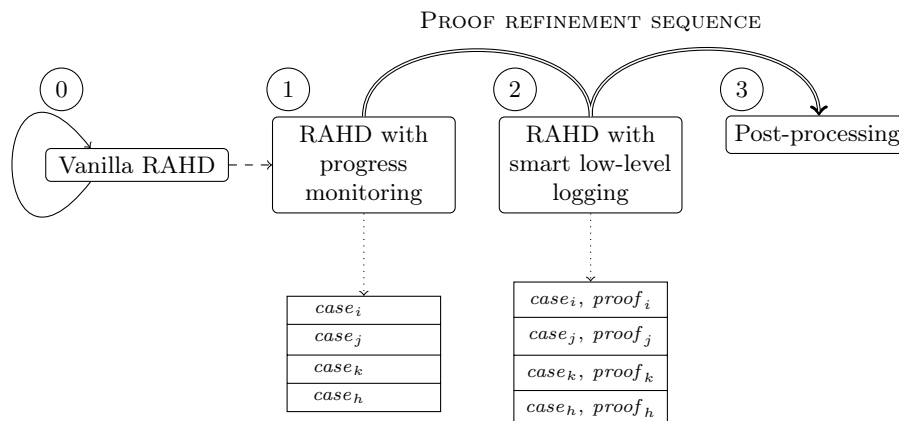 PROOF REFINEMENT SEQUENCE
0
1
2
3
Vanilla RAHD
RAHD with
progress
monitoring
RAHD with
smart low-level
logging
Post-processing
case_i
case_j
case_k
case_h
case_i, proof_i
case_j, proof_j
case_k, proof_k
case_h, proof_h